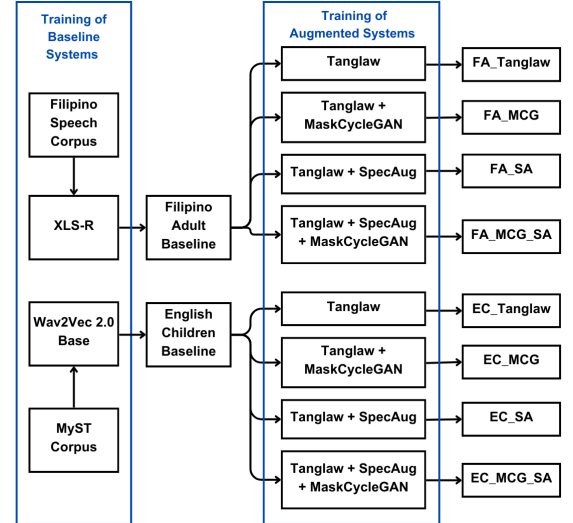 Training of
Baseline
Systems
Training of
Augmented Systems
Filipino
Speech
Corpus
XLS-R
Filipino
Adult
Baseline
Tanglaw
FA_Tanglaw
Tanglaw +
MaskCycleGAN
FA_MCG
Tanglaw + SpecAug
FA_SA
Tanglaw + SpecAug
+ MaskCycleGAN
FA_MCG_SA
Wav2Vec 2.0
Base
MyST
Corpus
English
Children
Baseline
Tanglaw
EC_Tanglaw
Tanglaw +
MaskCycleGAN
EC_MCG
Tanglaw + SpecAug
EC_SA
Tanglaw + SpecAug
+ MaskCycleGAN
EC_MCG_SA